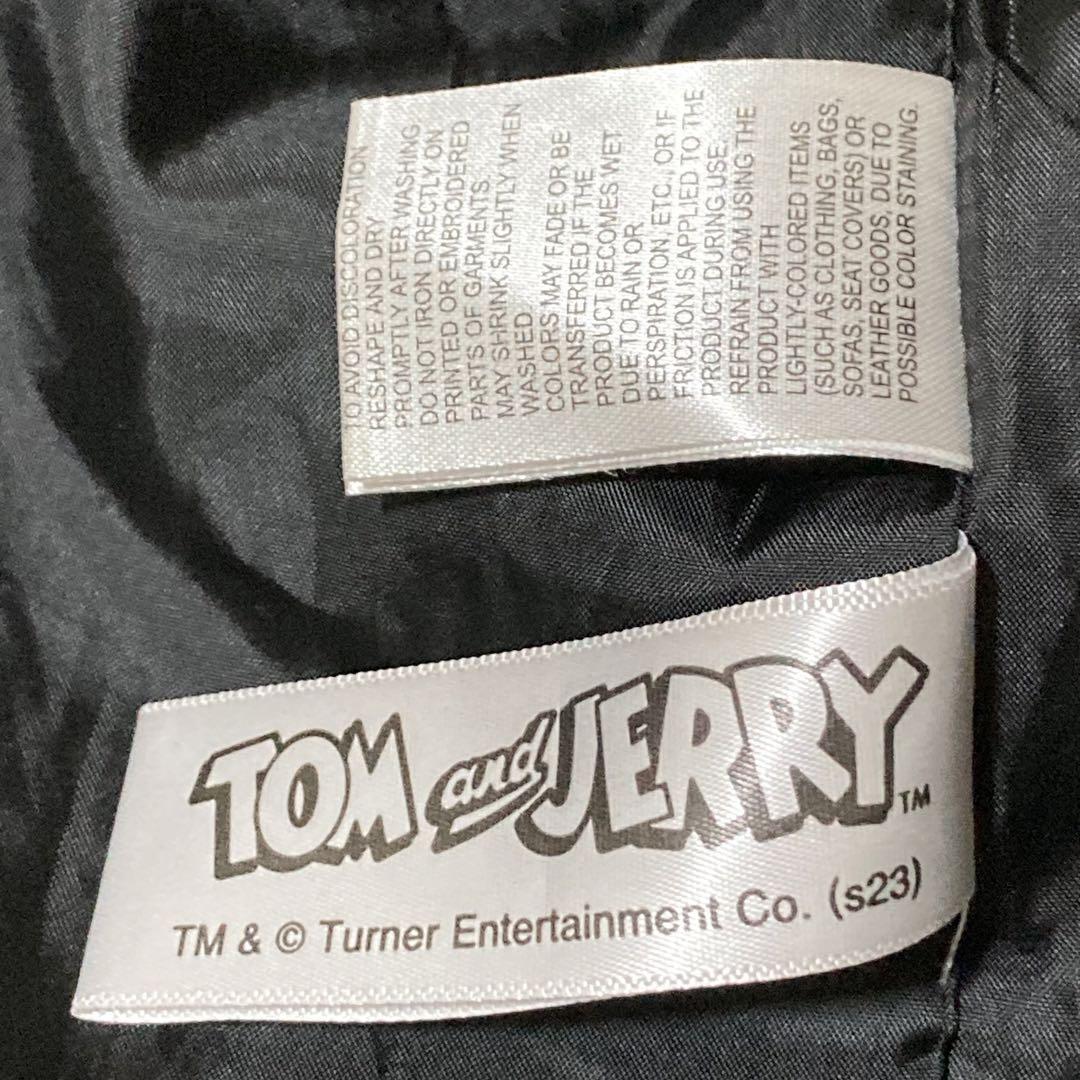 TO AVOID DISCOLORATION,
RESHAPE AND DRY
PROMPTLY AFTER WASHING
DO NOT IRON DIRECTLY ON
PRINTED OR EMBROIDERED
PARTS OF GARMENTS.
MAY SHRINK SLIGHTLY WHEN
WASHED.
COLORS MAY FADE OR BE
TRANSFERRED IF THE
PRODUCT BECOMES WET
DUE TO RAIN OR
PERSPIRATION, ETC., OR IF
FRICTION IS APPLIED TO THE
PRODUCT DURING USE.
REFRAIN FROM USING THE
PRODUCT WITH
LIGHTLY-COLORED ITEMS
(SUCH AS CLOTHING, BAGS,
SOFAS, SEAT COVERS) OR
LEATHER GOODS, DUE TO
POSSIBLE COLOR STAINING.
TOM and JERRY TM
TM & © Turner Entertainment Co. (s23)